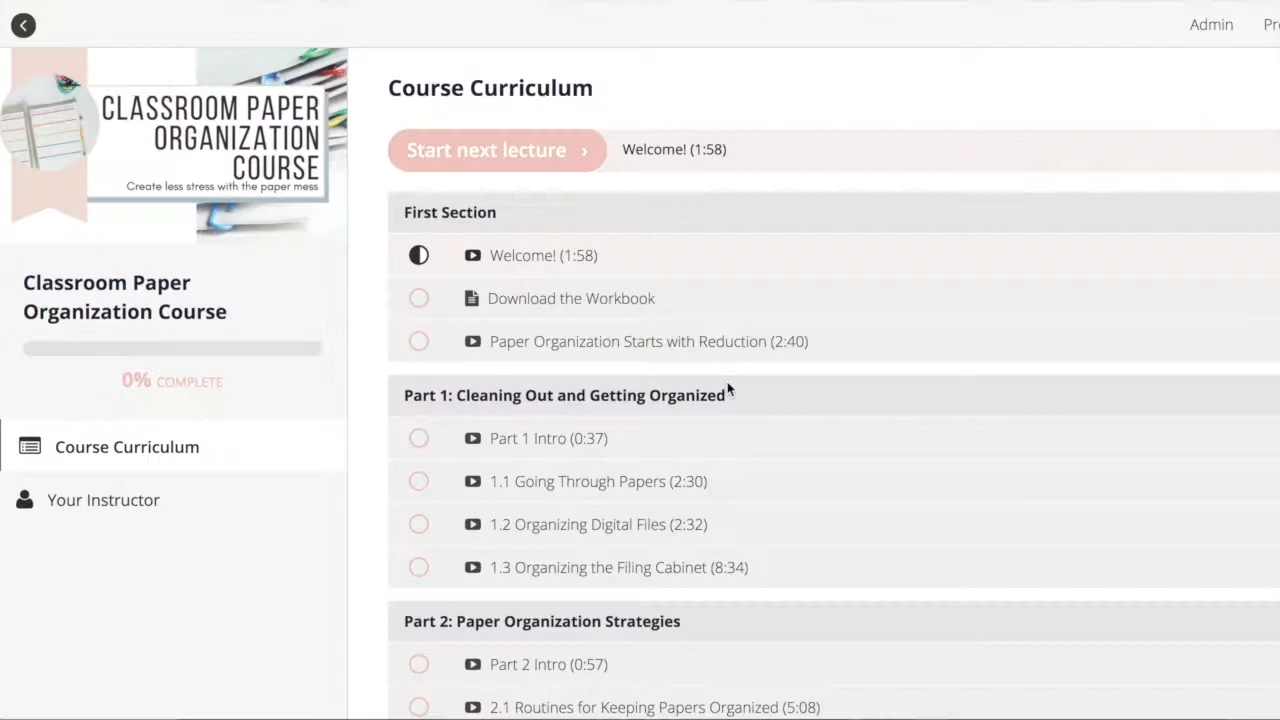 Admin
CLASSROOM PAPER
ORGANIZATION
COURSE
Create less stress with the paper mess
Classroom Paper
Organization Course
0% COMPLETE
Course Curriculum
Your Instructor
Course Curriculum
Start next lecture › Welcome! (1:58)
First Section
Welcome! (1:58)
Download the Workbook
Paper Organization Starts with Reduction (2:40)
Part 1: Cleaning Out and Getting Organized
Part 1 Intro (0:37)
1.1 Going Through Papers (2:30)
1.2 Organizing Digital Files (2:32)
1.3 Organizing the Filing Cabinet (8:34)
Part 2: Paper Organization Strategies
Part 2 Intro (0:57)
2.1 Routines for Keeping Papers Organized (5:08)